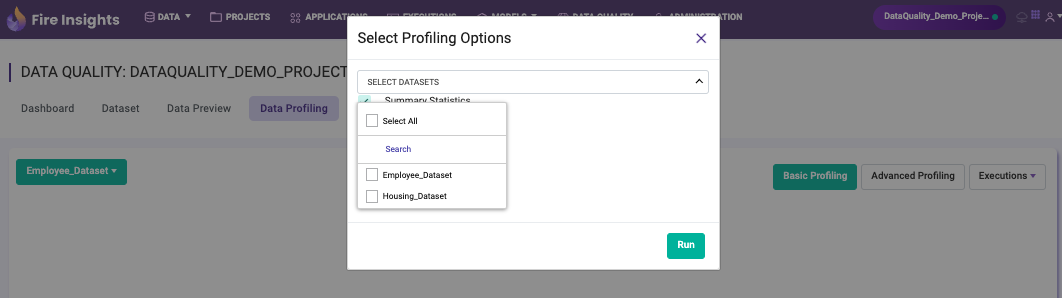 Fire Insights
DATA
PROJECTS
APPLICATIONS
EXECUTIONS
MODELS
DATA QUALITY
ADMINISTRATION
DataQuality_Demo_Proje...
Select Profiling Options
DATA QUALITY: DATAQUALITY_DEMO_PROJECT
SELECT DATASETS
Summary Statistics
Dashboard
Dataset
Data Preview
Data Profiling
Select All
Search
Employee_Dataset
Housing_Dataset
Employee_Dataset
Basic Profiling
Advanced Profiling
Executions
Run